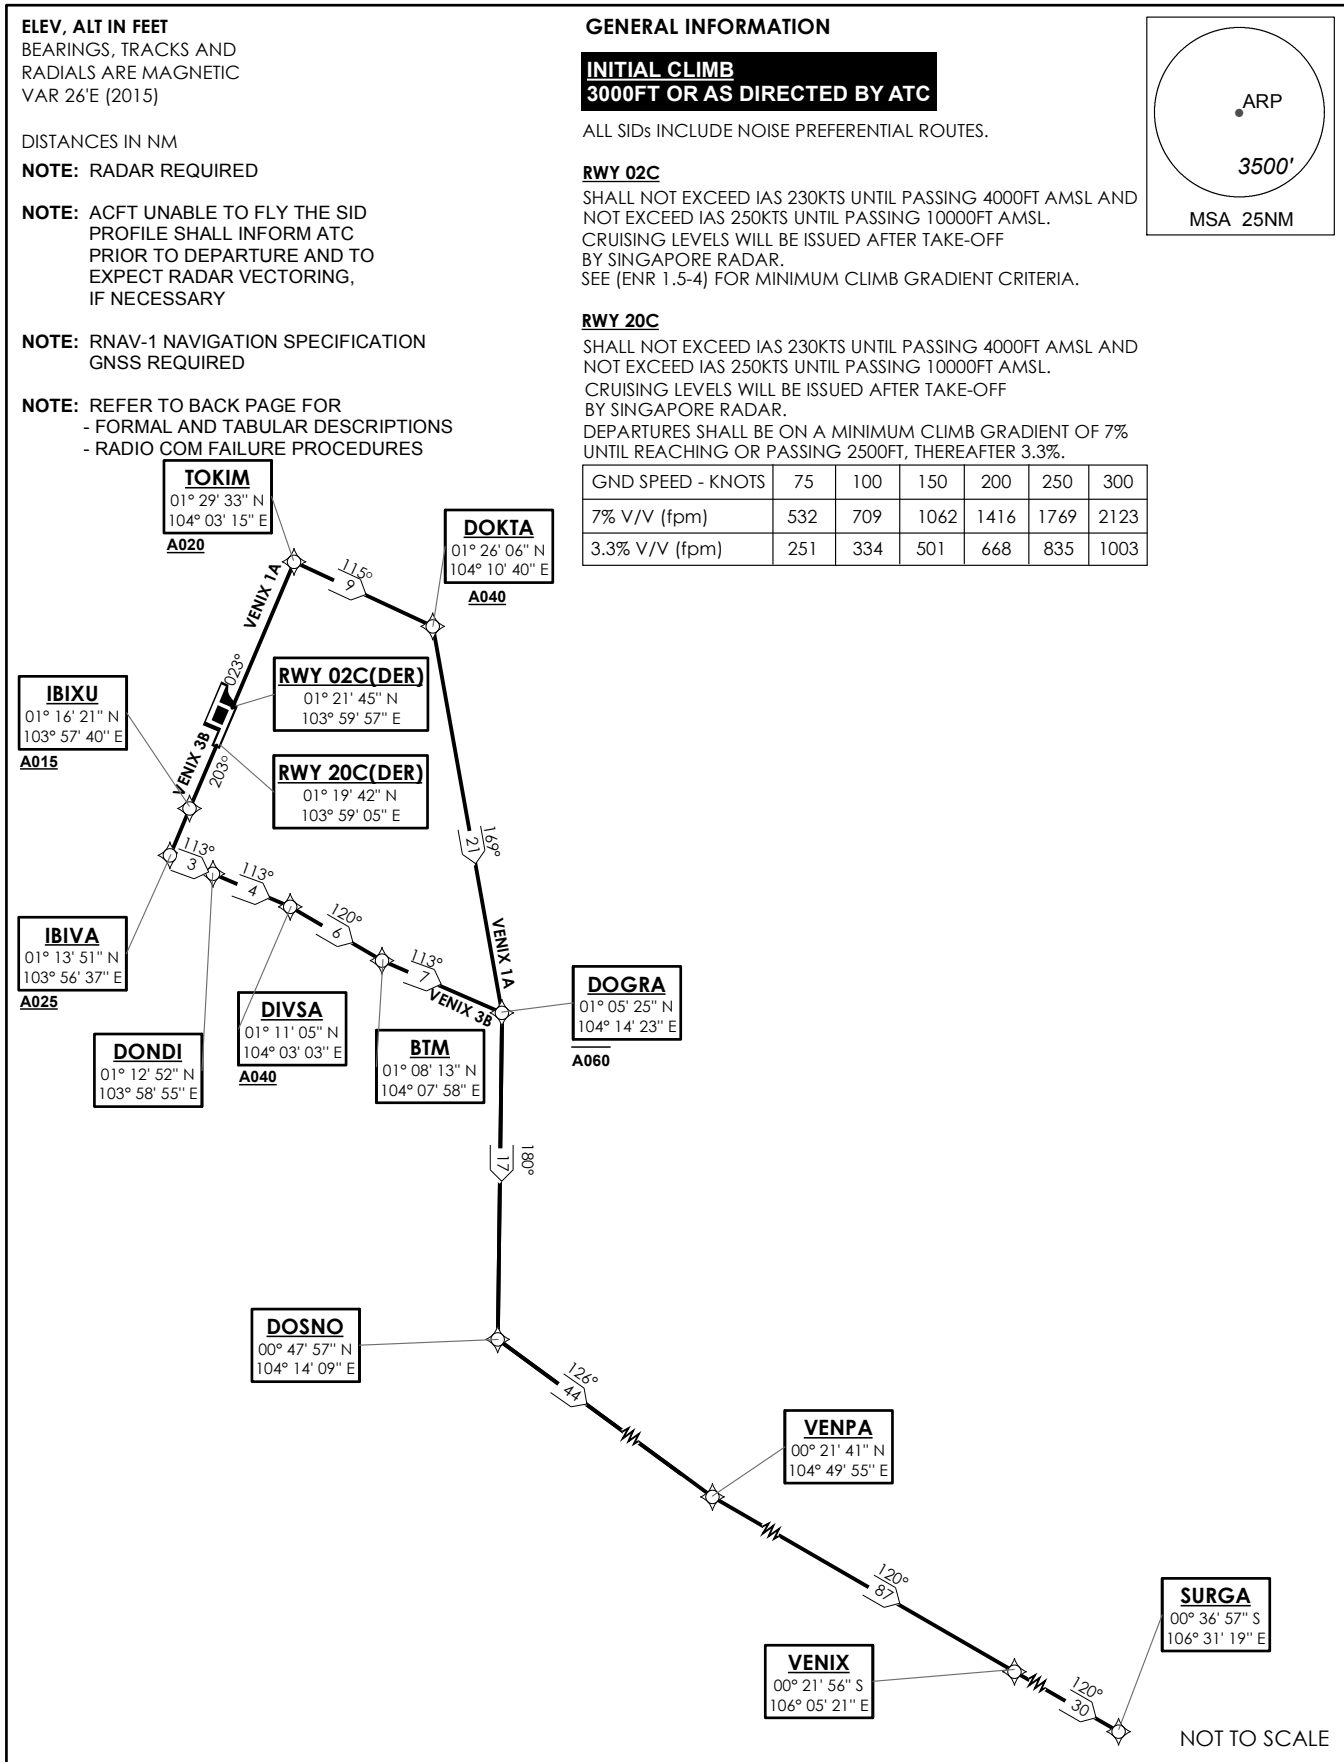 ELEV, ALT IN FEET
BEARINGS, TRACKS AND
RADIALS ARE MAGNETIC
VAR 26'E (2015)
DISTANCES IN NM
NOTE: RADAR REQUIRED
NOTE: ACFT UNABLE TO FLY THE SID
PROFILE SHALL INFORM ATC
PRIOR TO DEPARTURE AND TO
EXPECT RADAR VECTORING,
IF NECESSARY
NOTE: RNAV-1 NAVIGATION SPECIFICATION
GNSS REQUIRED
NOTE: REFER TO BACK PAGE FOR
- FORMAL AND TABULAR DESCRIPTIONS
- RADIO COM FAILURE PROCEDURES
GENERAL INFORMATION
INITIAL CLIMB
3000FT OR AS DIRECTED BY ATC
ALL SIDs INCLUDE NOISE PREFERENTIAL ROUTES.
RWY 02C
SHALL NOT EXCEED IAS 230KTS UNTIL PASSING 4000FT AMSL AND
NOT EXCEED IAS 250KTS UNTIL PASSING 10000FT AMSL.
CRUISING LEVELS WILL BE ISSUED AFTER TAKE-OFF
BY SINGAPORE RADAR.
SEE (ENR 1.5-4) FOR MINIMUM CLIMB GRADIENT CRITERIA.
RWY 20C
SHALL NOT EXCEED IAS 230KTS UNTIL PASSING 4000FT AMSL AND
NOT EXCEED IAS 250KTS UNTIL PASSING 10000FT AMSL.
CRUISING LEVELS WILL BE ISSUED AFTER TAKE-OFF
BY SINGAPORE RADAR.
DEPARTURES SHALL BE ON A MINIMUM CLIMB GRADIENT OF 7%
UNTIL REACHING OR PASSING 2500FT, THEREAFTER 3.3%.
GND SPEED - KNOTS 75 100 150 200 250 300
7% V/V (fpm) 532 709 1062 1416 1769 2123
3.3% V/V (fpm) 251 334 501 668 835 1003
ARP
3500'
MSA 25NM
TOKIM
01° 29' 33" N
104° 03' 15" E
A020
DOKTA
01° 26' 06" N
104° 10' 40" E
A040
115°
9
VENIX 1A
023°
RWY 02C(DER)
01° 21' 45" N
103° 59' 57" E
IBIXU
01° 16' 21" N
103° 57' 40" E
A015
VENIX 3B
203°
RWY 20C(DER)
01° 19' 42" N
103° 59' 05" E
169°
21
VENIX 1A
113°
3
113°
4
120°
6
113°
7
VENIX 3B
IBIVA
01° 13' 51" N
103° 56' 37" E
A025
DONDI
01° 12' 52" N
103° 58' 55" E
DIVSA
01° 11' 05" N
104° 03' 03" E
A040
BTM
01° 08' 13" N
104° 07' 58" E
DOGRA
01° 05' 25" N
104° 14' 23" E
A060
180°
17
DOSNO
00° 47' 57" N
104° 14' 09" E
126°
44
VENPA
00° 21' 41" N
104° 49' 55" E
120°
87
VENIX
00° 21' 56" S
106° 05' 21" E
SURGA
00° 36' 57" S
106° 31' 19" E
120°
30
NOT TO SCALE